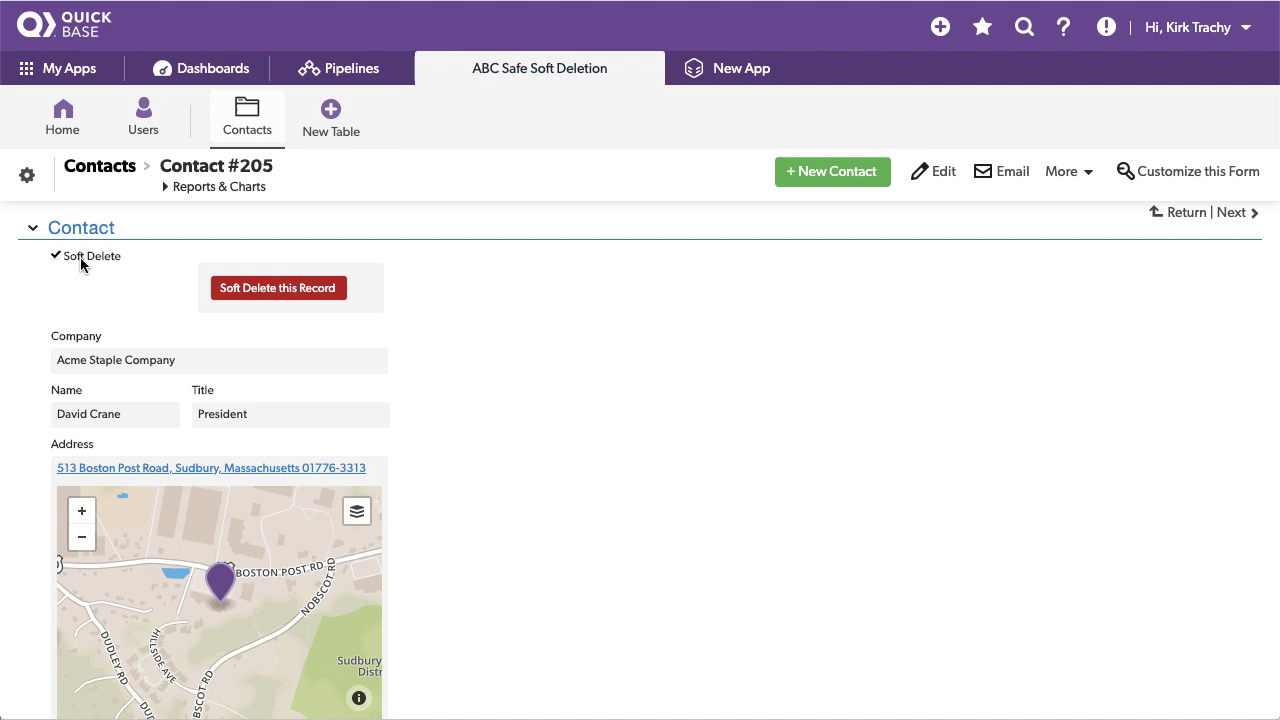 QUICK
BASE
Hi, Kirk Trachy
My Apps
Dashboards
Pipelines
ABC Safe Soft Deletion
New App
Home
Users
Contacts
New Table
Contacts > Contact #205
Reports & Charts
+ New Contact
Edit
Email
More
Customize this Form
Return | Next
Contact
Soft Delete
Soft Delete this Record
Company
Acme Staple Company
Name
Title
David Crane
President
Address
513 Boston Post Road, Sudbury, Massachusetts 01776-3313
+
−
BOSTON POST RD
NOBSCOT RD
HILLSIDE AVE
DUDLEY RD
Sudbury
Distr
BSCOT RD
DUD